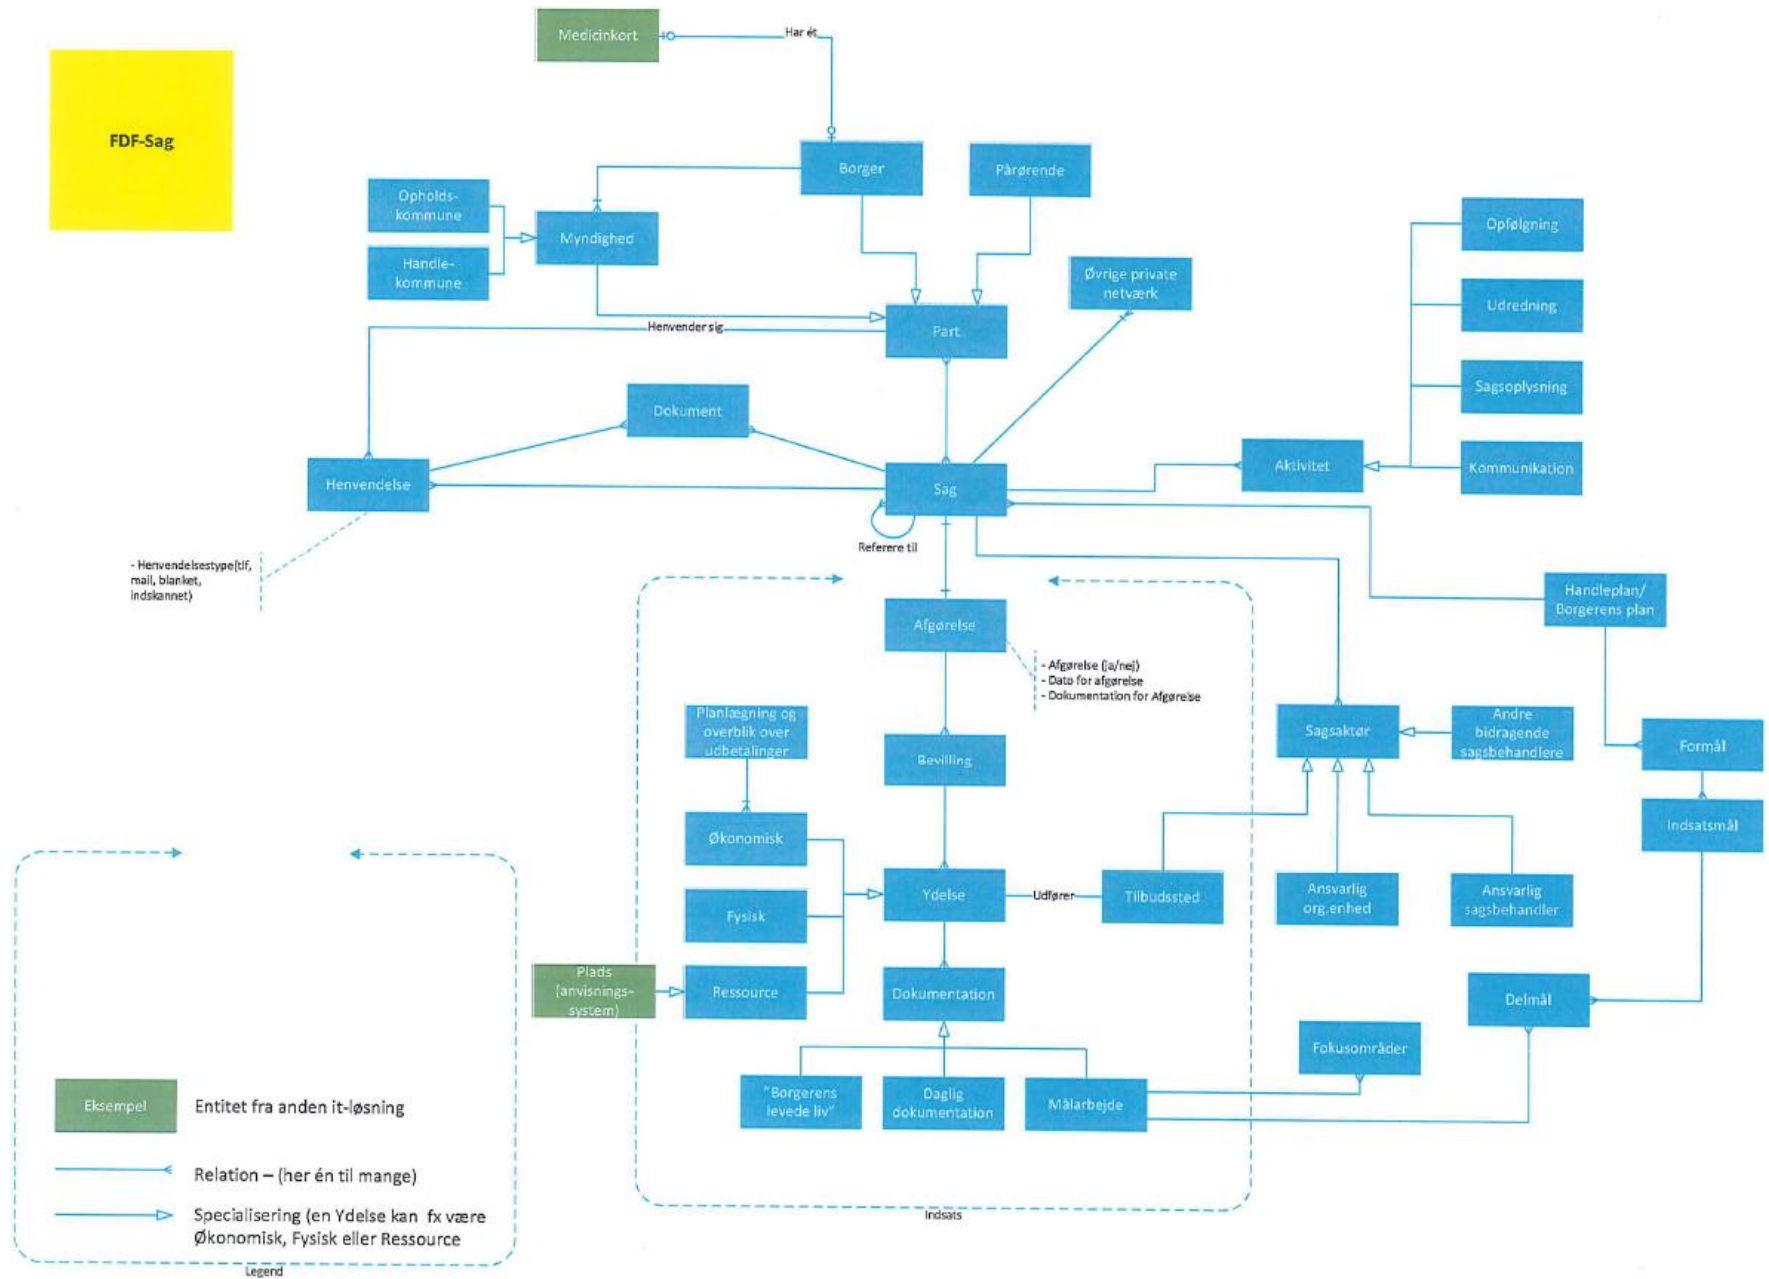 Medicinkort
Har ét
FDF-Sag
Borger
Pårørende
Opholds-
kommune
Myndighed
Handle-
kommune
Opfølgning
Øvrige private
netværk
Udredning
Henvender sig
Part
Sagsoplysning
Dokument
Aktivitet
Kommunikation
Henvendelse
Sag
Referere til
- Henvendelsestype(tlf,
mail, blanket,
indskannet)
Handleplan/
Borgerens plan
Afgørelse
- Afgørelse (ja/nej)
- Dato for afgørelse
- Dokumentation for Afgørelse
Planlægning og
overblik over
udbetalinger
Sagsaktør
Andre
bidragende
sagsbehandlere
Formål
Bevilling
Indsatsmål
Økonomisk
Ydelse
Udfører
Tilbudssted
Ansvarlig
org.enhed
Ansvarlig
sagsbehandler
Fysisk
Plads
(anvisnings-
system)
Ressource
Dokumentation
Delmål
Fokusområder
"Borgerens
levede liv"
Daglig
dokumentation
Målarbejde
Indsats
Eksempel
Entitet fra anden it-løsning
Relation – (her én til mange)
Specialisering (en Ydelse kan fx være
Økonomisk, Fysisk eller Ressource
Legend